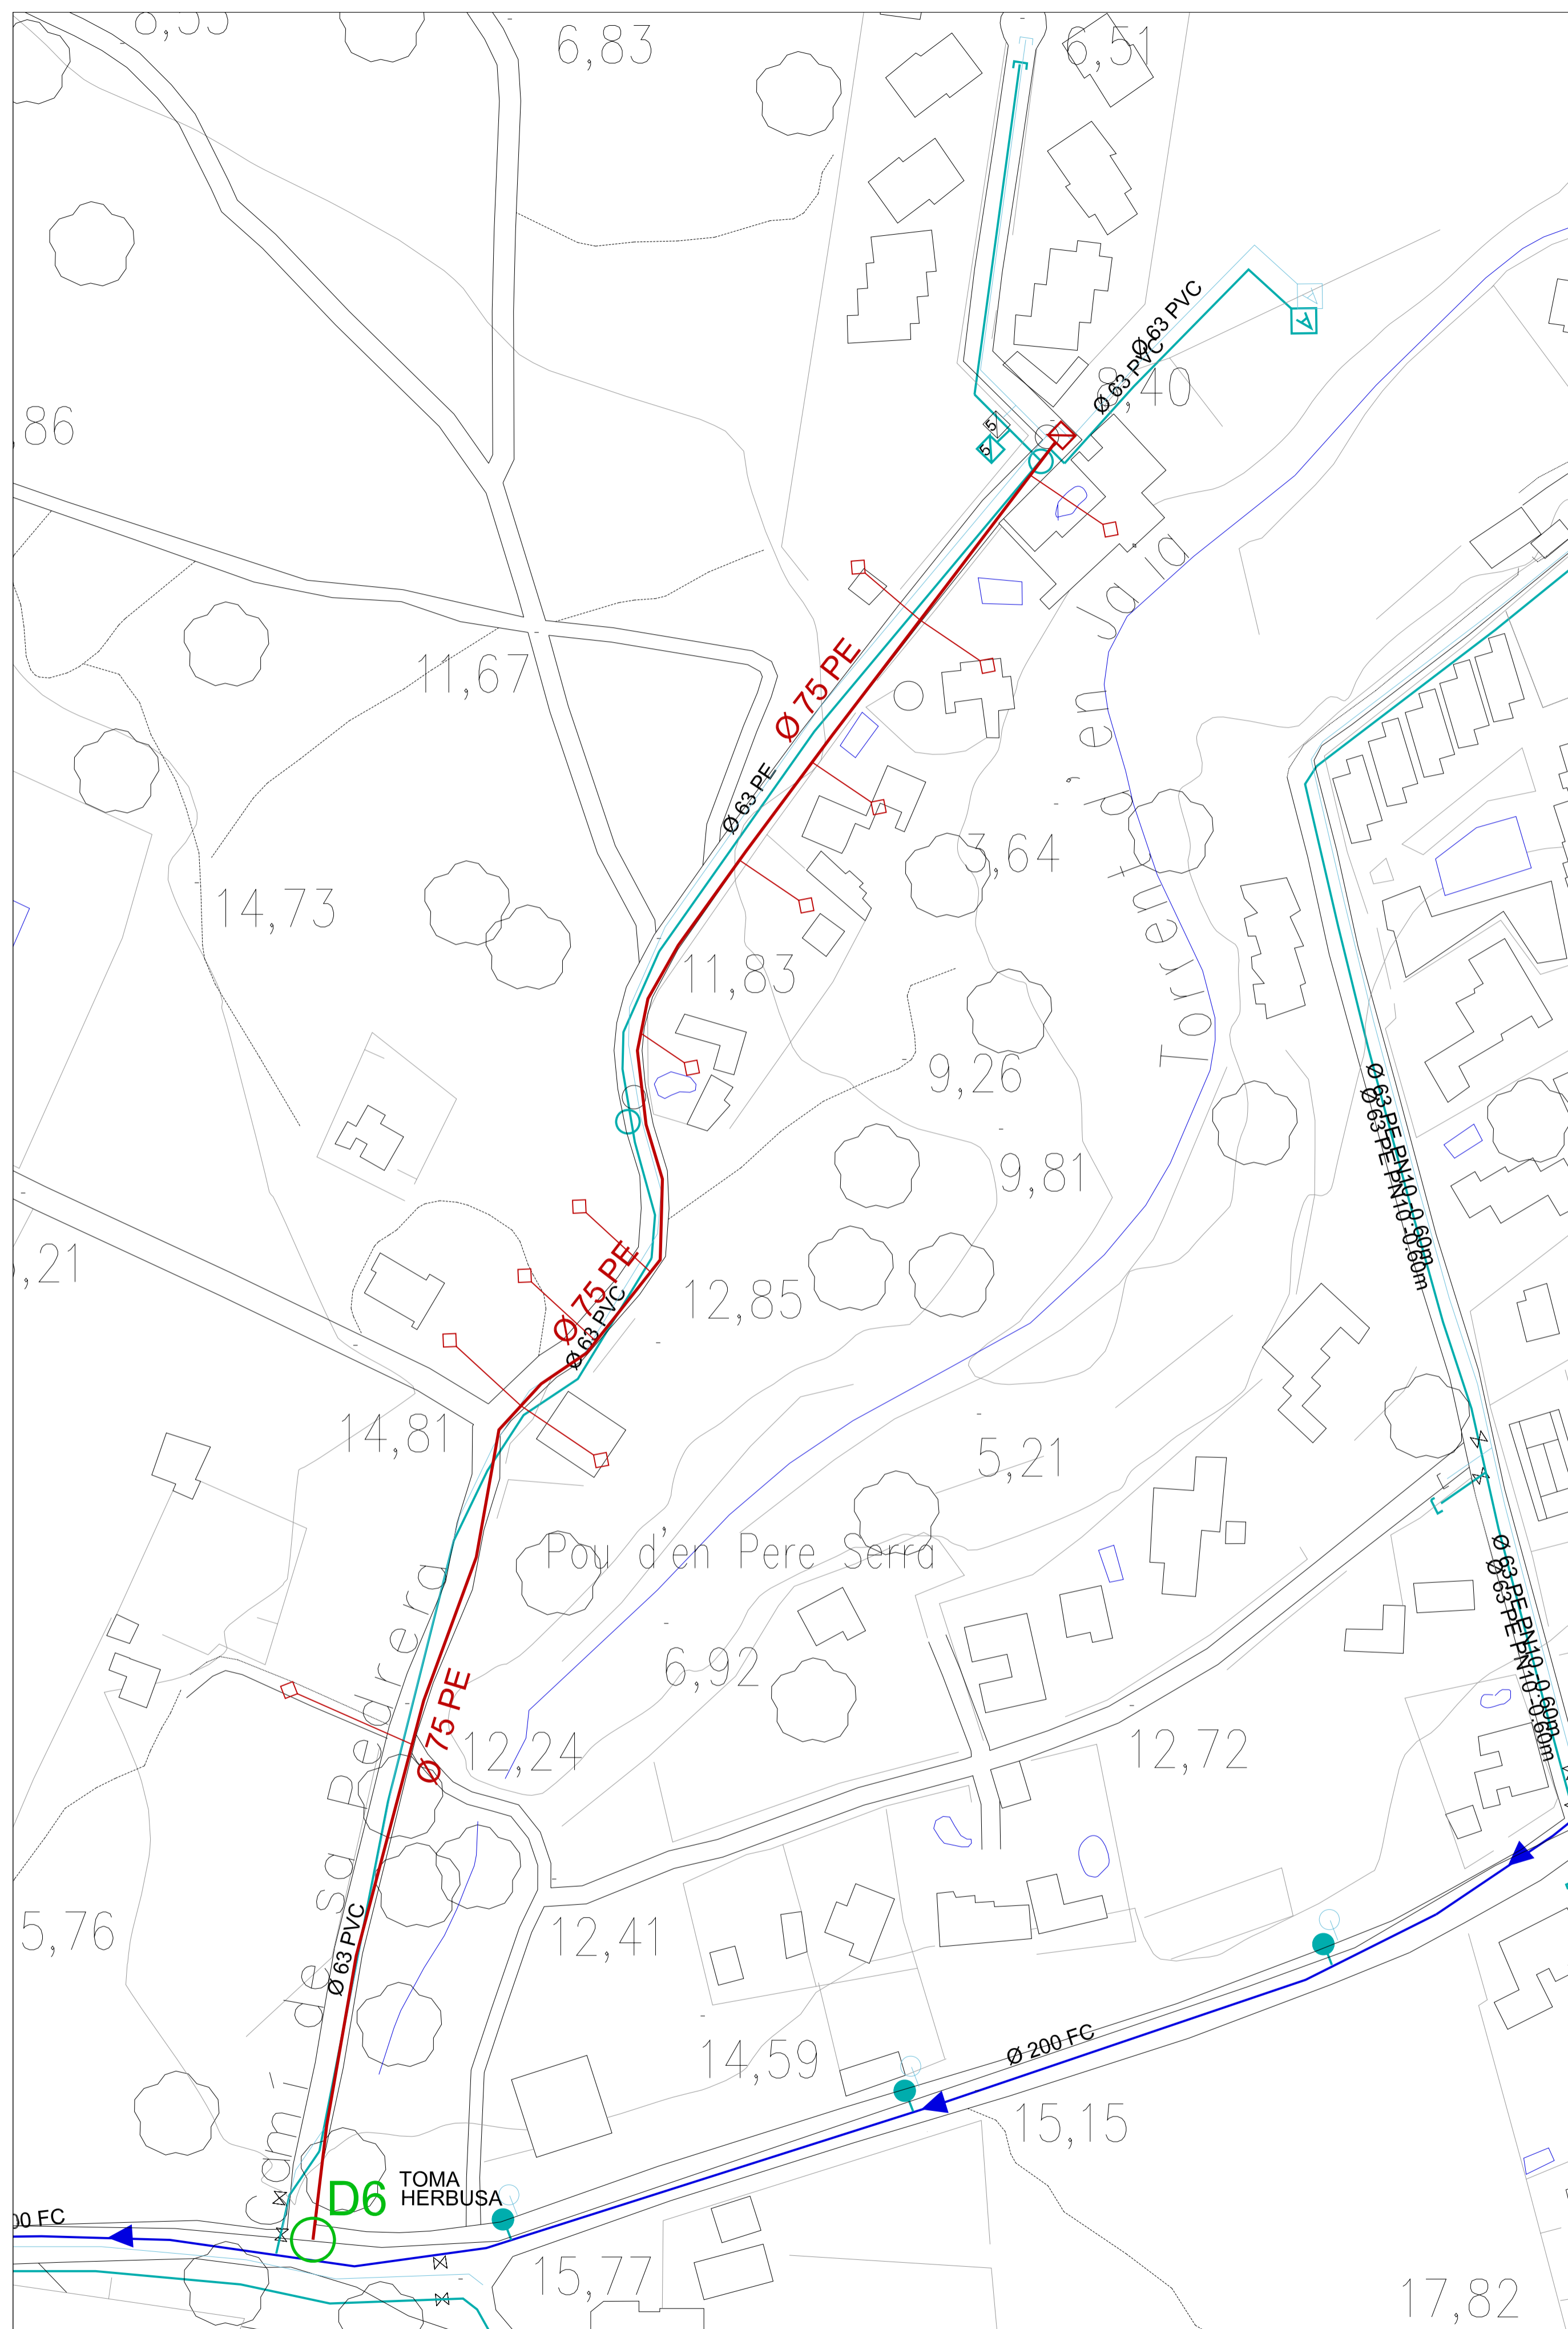 8,55
6,83
6,51
Ø 63 PVC
Ø 63 PVC
8,40
,86
5
5
Torrent d'en Jaia
11,67
Ø 75 PE
Ø 63 PE
3,64
14,73
11,83
9,26
9,81
Ø 63 PE PN10 -0.60m
Ø 63 PE PN10 -0.60m
,21
Ø 75 PE
Ø 63 PVC
12,85
14,81
5,21
Pou d'en Pere Serra
Ø 63 PE PN10 -0.60m
Ø 63 PE PN10 -0.60m
6,92
Camí de Sa Pedrera
Ø 75 PE
12,24
12,72
5,76
Ø 63 PVC
12,41
14,59
Ø 200 FC
15,15
D6
TOMA
HERBUSA
00 FC
15,77
17,82